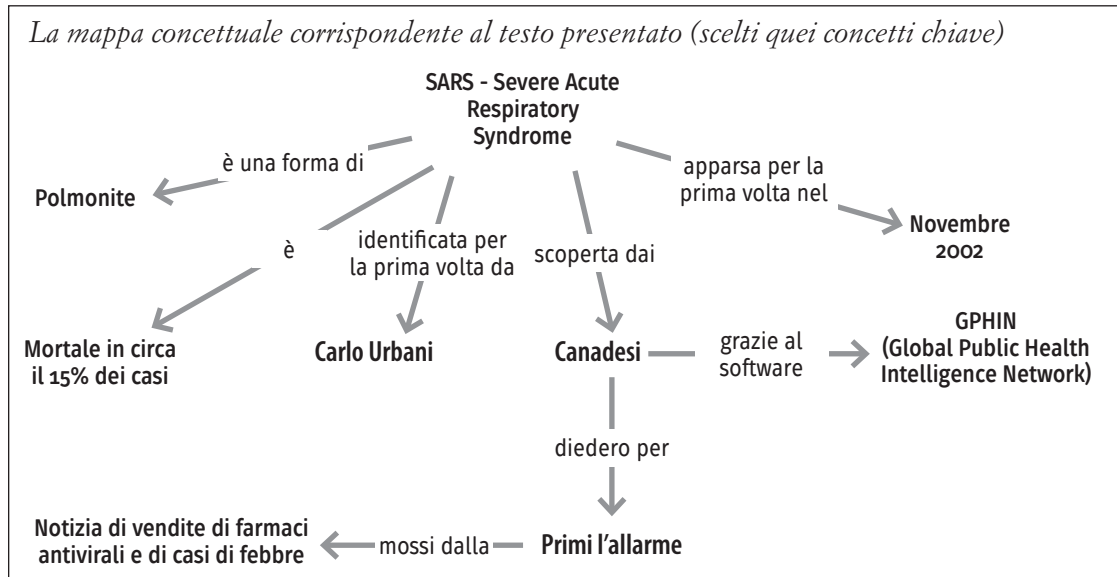 La mappa concettuale corrispondente al testo presentato (scelti quei concetti chiave)
SARS - Severe Acute
Respiratory
Syndrome
è una forma di
Polmonite
apparsa per la
prima volta nel
Novembre
2002
è
identificata per
la prima volta da
scoperta dai
Mortale in circa
il 15% dei casi
Carlo Urbani
Canadesi
grazie al
software
GPHIN
(Global Public Health
Intelligence Network)
diedero per
Notizia di vendite di farmaci
antivirali e di casi di febbre
mossi dalla
Primi l'allarme